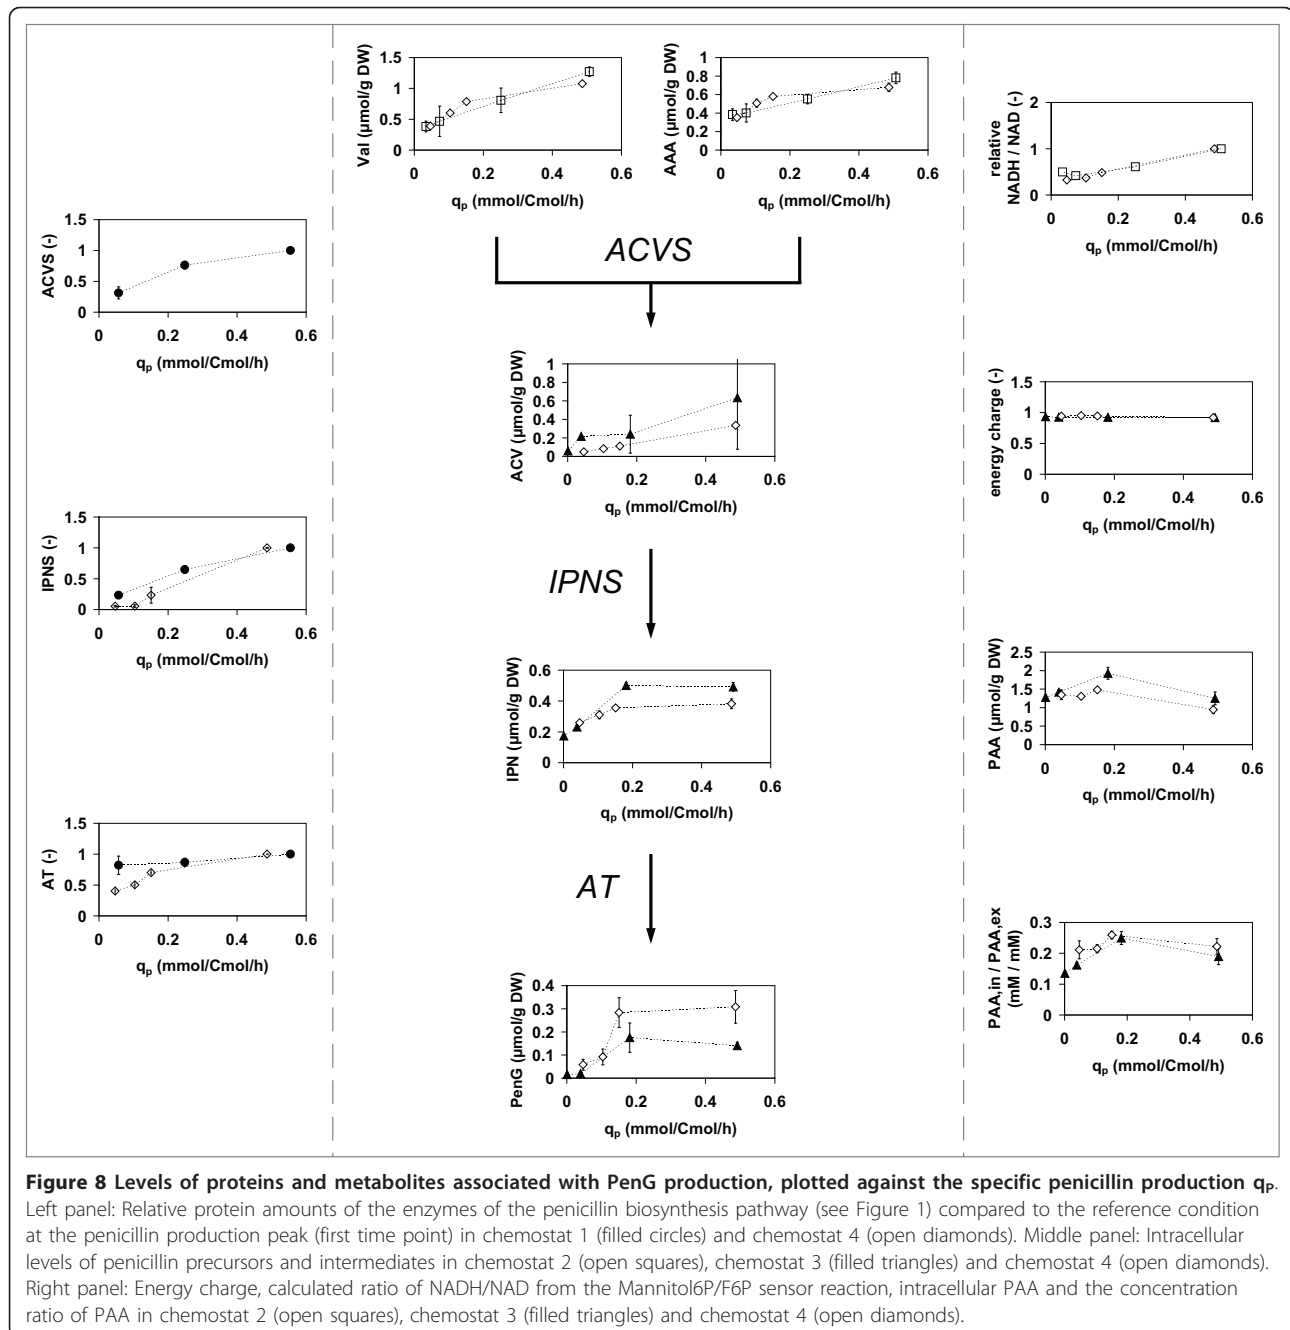 Val (µmol/g DW)
1.5
1
0.5
0
0 0.2 0.4 0.6
qp (mmol/Cmol/h)
AAA (µmol/g DW)
1
0.8
0.6
0.4
0.2
0
0 0.2 0.4 0.6
qp (mmol/Cmol/h)
relative
NADH / NAD (-)
2
1
0
0 0.2 0.4 0.6
qp (mmol/Cmol/h)
ACVS (-)
1.5
1
0.5
0
0 0.2 0.4 0.6
qp (mmol/Cmol/h)
ACVS
ACV (µmol/g DW)
1
0.8
0.6
0.4
0.2
0
0 0.2 0.4 0.6
qp (mmol/Cmol/h)
energy charge (-)
1.5
1
0.5
0
0 0.2 0.4 0.6
qp (mmol/Cmol/h)
IPNS (-)
1.5
1
0.5
0
0 0.2 0.4 0.6
qp (mmol/Cmol/h)
IPNS
IPN (µmol/g DW)
0.6
0.4
0.2
0
0 0.2 0.4 0.6
qp (mmol/Cmol/h)
PAA (µmol/g DW)
2.5
2
1.5
1
0.5
0
0 0.2 0.4 0.6
qp (mmol/Cmol/h)
AT (-)
1.5
1
0.5
0
0 0.2 0.4 0.6
qp (mmol/Cmol/h)
AT
PenG (µmol/g DW)
0.4
0.3
0.2
0.1
0
0 0.2 0.4 0.6
qp (mmol/Cmol/h)
PAA,in / PAA,ex
(mM / mM)
0.3
0.2
0.1
0
0 0.2 0.4 0.6
qp (mmol/Cmol/h)
Figure 8 Levels of proteins and metabolites associated with PenG production, plotted against the specific penicillin production qP.
Left panel: Relative protein amounts of the enzymes of the penicillin biosynthesis pathway (see Figure 1) compared to the reference condition
at the penicillin production peak (first time point) in chemostat 1 (filled circles) and chemostat 4 (open diamonds). Middle panel: Intracellular
levels of penicillin precursors and intermediates in chemostat 2 (open squares), chemostat 3 (filled triangles) and chemostat 4 (open diamonds).
Right panel: Energy charge, calculated ratio of NADH/NAD from the Mannitol6P/F6P sensor reaction, intracellular PAA and the concentration
ratio of PAA in chemostat 2 (open squares), chemostat 3 (filled triangles) and chemostat 4 (open diamonds).